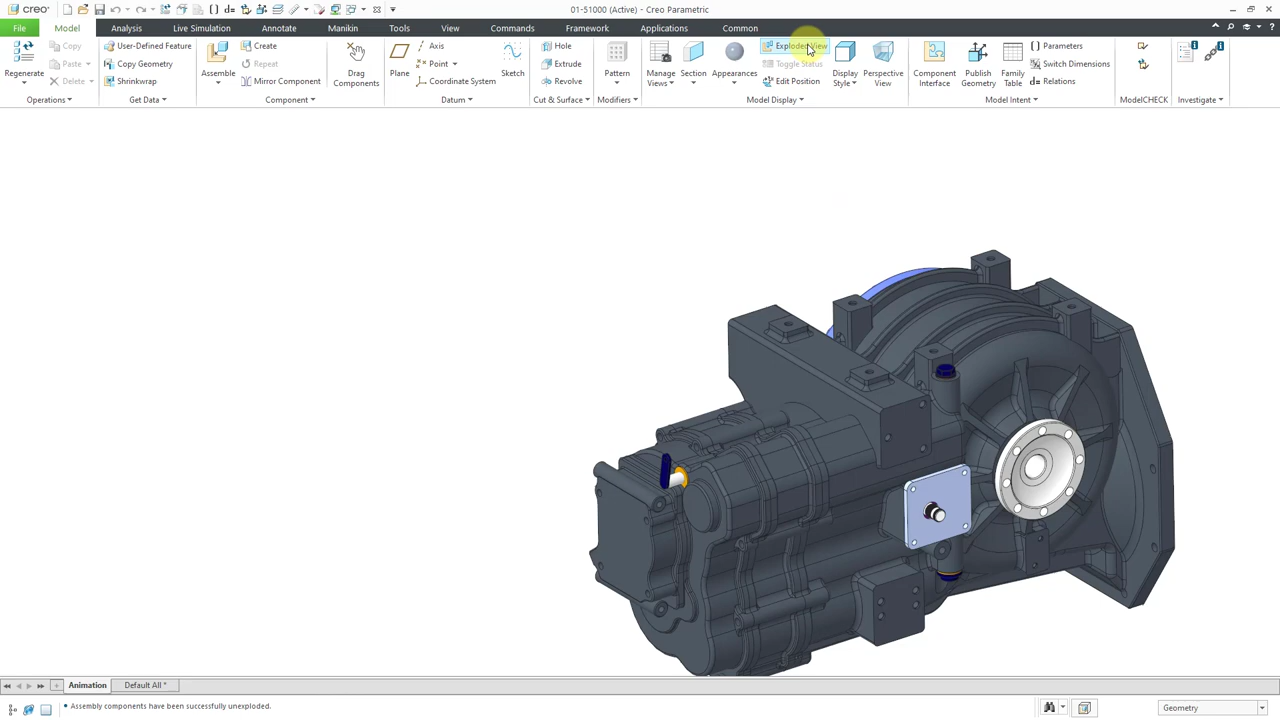 creo
01-51000 (Active) - Creo Parametric
File Model Analysis Live Simulation Annotate Manikin Tools View Commands Framework Applications Common
Regenerate
Copy
Paste
Delete
Operations
User-Defined Feature
Copy Geometry
Shrinkwrap
Get Data
Assemble
Create
Repeat
Mirror Component
Component
Drag Components
Plane
Axis
Point
Coordinate System
Sketch
Datum
Hole
Extrude
Revolve
Cut & Surface
Pattern
Modifiers
Manage Views
Section
Appearances
Exploded View
Toggle Status
Edit Position
Display Style
Perspective View
Model Display
Component Interface
Publish Geometry
Family Table
Parameters
Switch Dimensions
Relations
Model Intent
ModelCHECK
Investigate
Animation
Default All *
Assembly components have been successfully unexploded.
Geometry